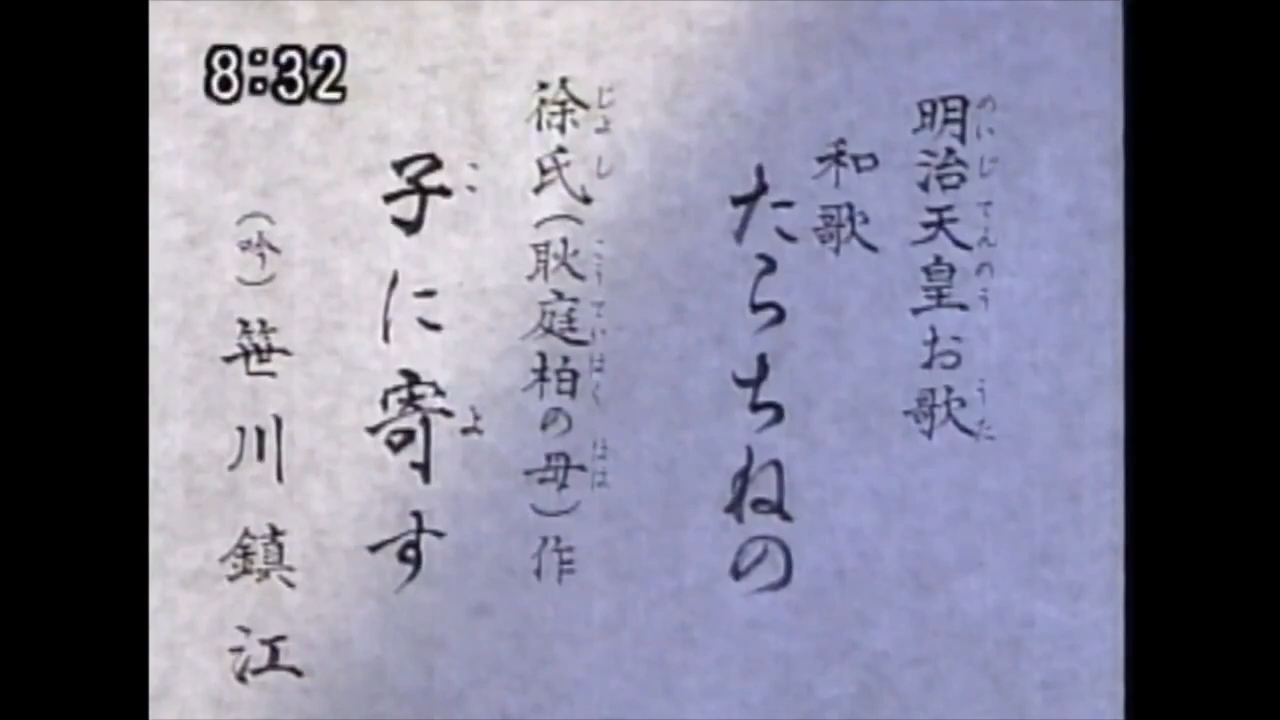 8:32
明治天皇お歌
和歌
たらちねの
徐氏(耿庭柏の母)作
子に寄す
(吟)笹川鎮江